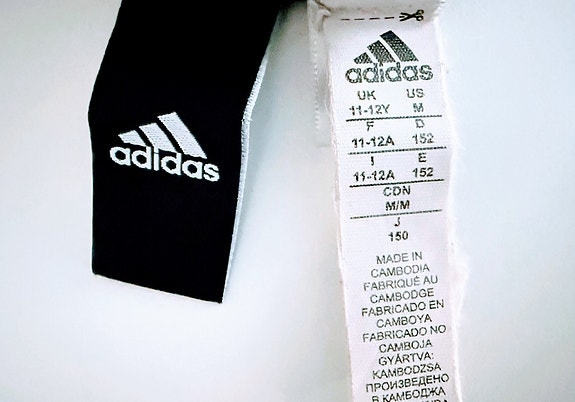 adidas
adidas
UK US
11-12Y M
F D
11-12A 152
I E
11-12A 152
CDN
M/M
J
150
MADE IN
CAMBODIA
FABRIQUÉ AU
CAMBODGE
FABRICADO EN
CAMBOYA
FABRICADO NO
CAMBOJA
GYÁRTVA:
KAMBODZSA
ПРОИЗВЕДЕНО
В КАМБОДЖА